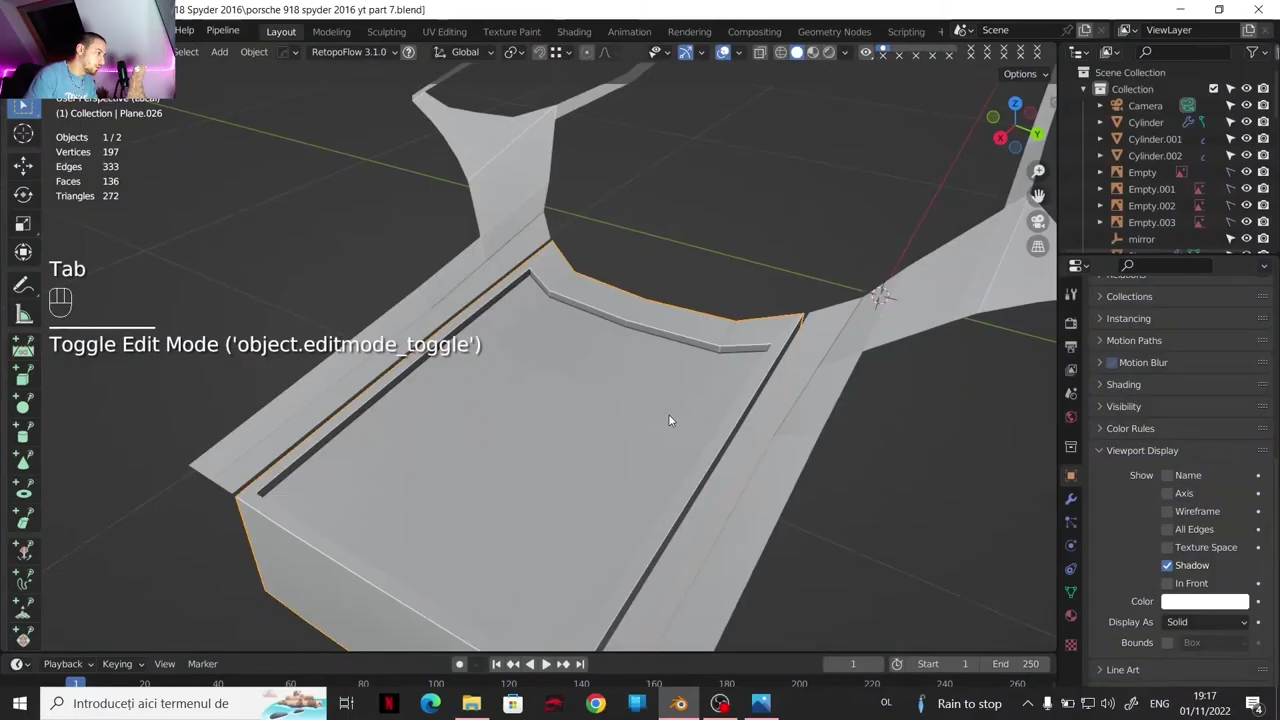 18 Spyder 2016\porsche 918 spyder 2016 yt part 7.blend]
Help
Pipeline
Layout
Modeling
Sculpting
UV Editing
Texture Paint
Shading
Animation
Rendering
Compositing
Geometry Nodes
Scripting
Scene
ViewLayer
Select
Add
Object
RetopoFlow 3.1.0
Global
Options
(1) Collection | Plane.026
Objects 1 / 2
Vertices 197
Edges 333
Faces 136
Triangles 272
Z
Y
X
Tab
Toggle Edit Mode ('object.editmode_toggle')
Scene Collection
Collection
Camera
Cylinder
Cylinder.001
Cylinder.002
Empty
Empty.001
Empty.002
Empty.003
mirror
Collections
Instancing
Motion Paths
Motion Blur
Shading
Visibility
Color Rules
Viewport Display
Show Name
Axis
Wireframe
All Edges
Texture Space
Shadow
In Front
Color
Display As Solid
Bounds Box
Line Art
Playback
Keying
View
Marker
1
Start 1
End 250
1 20 40 60 80 100 120 140 160 180 200 220 240 260
Introduceți aici termenul de
OL
Rain to stop
19:17
01/11/2022
4